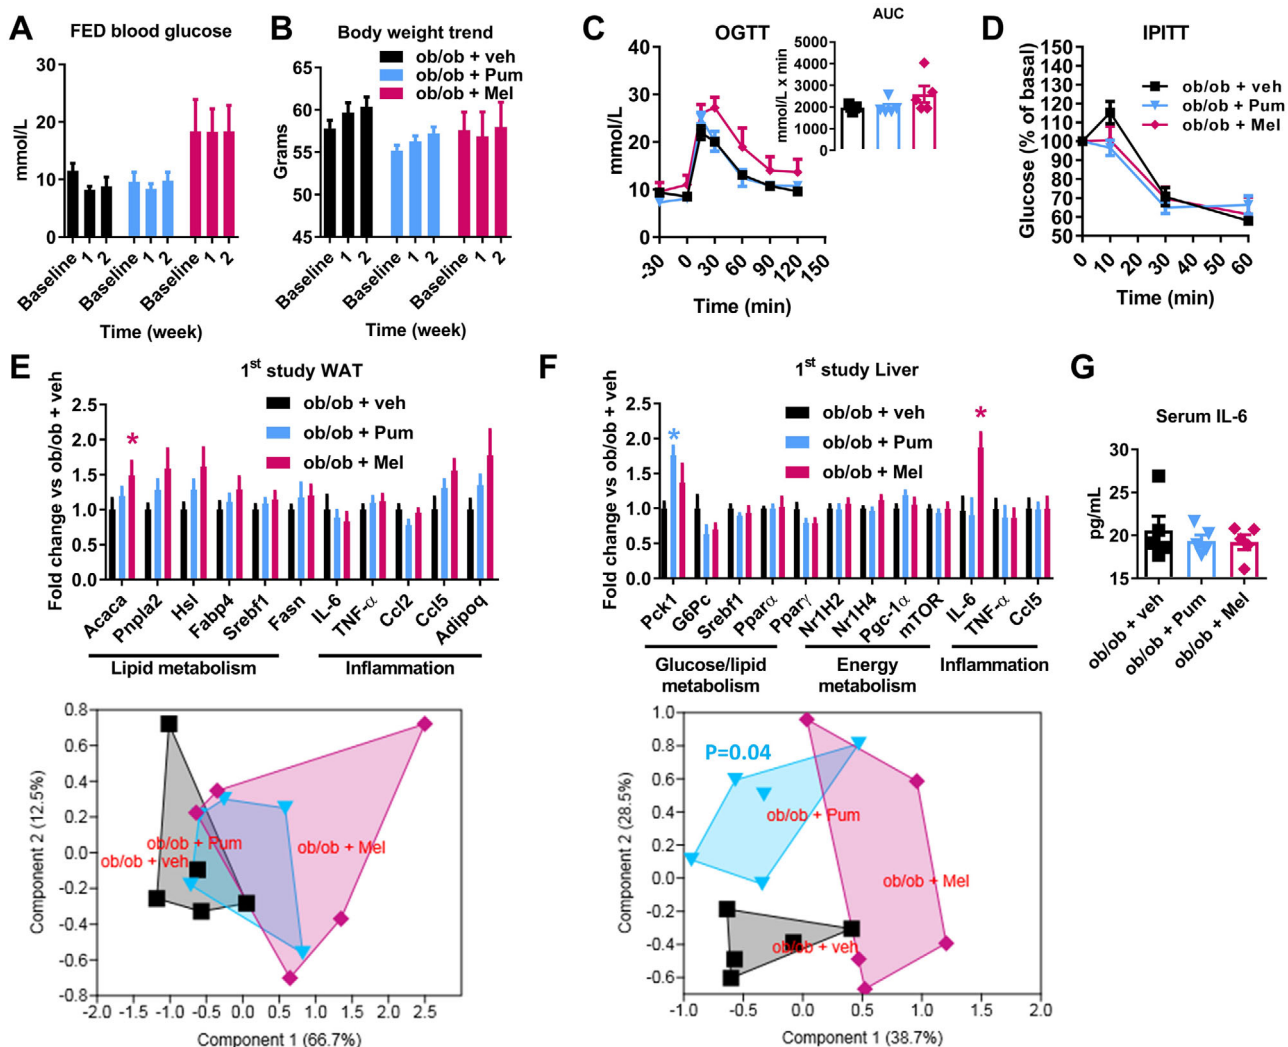 A
FED blood glucose
mmol/L
30
20
10
0
Baseline
1
2
Baseline
1
2
Baseline
1
2
Time (week)
B
Body weight trend
ob/ob + veh
ob/ob + Pum
ob/ob + Mel
Grams
65
60
55
50
45
Baseline
1
2
Baseline
1
2
Baseline
1
2
Time (week)
C
OGTT
mmol/L
40
30
20
10
0
-30
0
30
60
90
120
150
Time (min)
AUC
mmol/L x min
5000
4000
3000
2000
1000
0
D
IPITT
ob/ob + veh
ob/ob + Pum
ob/ob + Mel
Glucose (% of basal)
150
140
130
120
110
100
90
80
70
60
50
0
10
20
30
40
50
60
Time (min)
E
1st study WAT
ob/ob + veh
ob/ob + Pum
ob/ob + Mel
Fold change vs ob/ob + veh
2.5
2.0
1.5
1.0
0.5
0.0
*
Acaca
Pnpla2
Hsl
Fabp4
Srebf1
Fasn
IL-6
TNF-α
Ccl2
Ccl5
Adipoq
Lipid metabolism
Inflammation
Component 2 (12.5%)
0.8
0.6
0.4
0.2
0.0
-0.2
-0.4
-0.6
-0.8
ob/ob + Pum
ob/ob + veh
ob/ob + Mel
-2.0
-1.5
-1.0
-0.5
0.0
0.5
1.0
1.5
2.0
2.5
Component 1 (66.7%)
F
1st study Liver
ob/ob + veh
ob/ob + Pum
ob/ob + Mel
Fold change vs ob/ob + veh
2.5
2.0
1.5
1.0
0.5
0.0
*
*
Pck1
G6Pc
Srebf1
Pparα
Pparγ
Nr1H2
Nr1H4
Pgc-1α
mTOR
IL-6
TNF-α
Ccl5
Glucose/lipid
metabolism
Energy
metabolism
Inflammation
Component 2 (28.5%)
1.0
0.8
0.6
0.4
0.2
0.0
-0.2
-0.4
-0.6
P=0.04
ob/ob + Pum
ob/ob + Mel
ob/ob + veh
-1.0
-0.5
0.0
0.5
1.0
1.5
2.0
Component 1 (38.7%)
G
Serum IL-6
pg/mL
30
25
20
15
ob/ob + veh
ob/ob + Pum
ob/ob + Mel